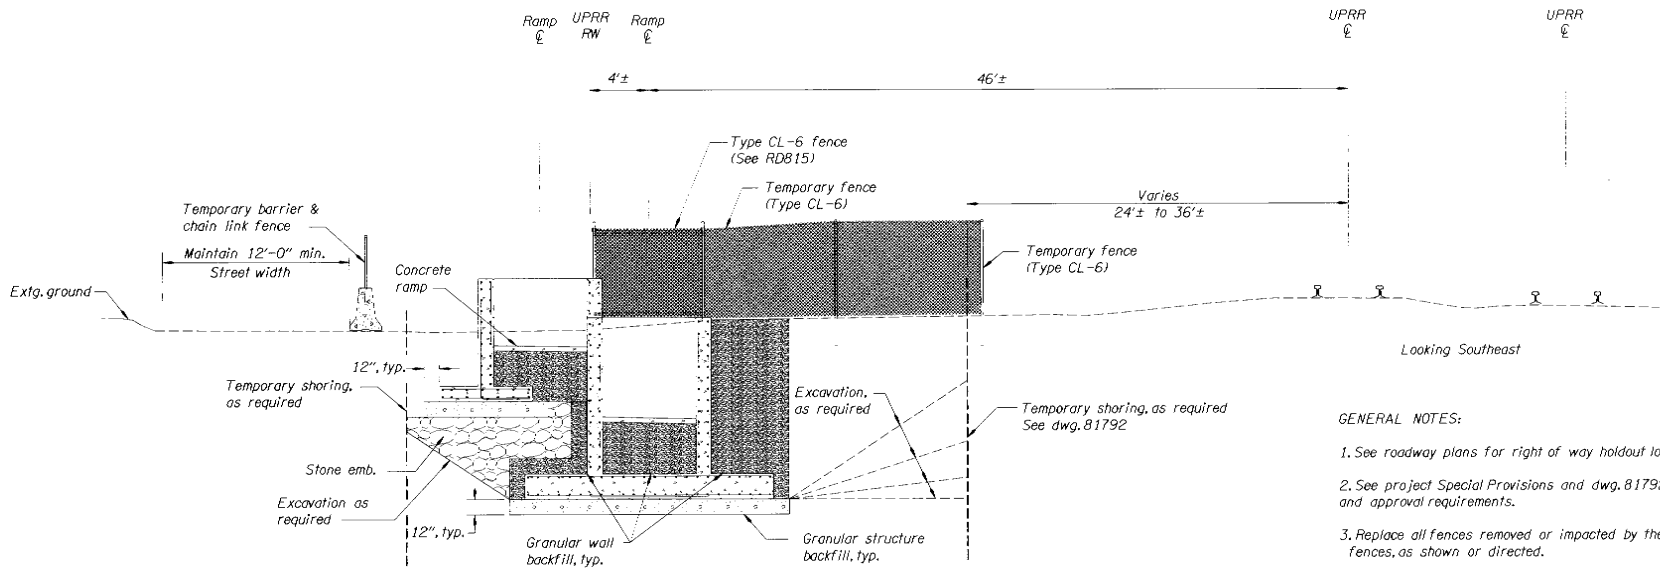 Ramp
℄
UPRR
RW
Ramp
℄
UPRR
℄
UPRR
℄
4'±
46'±
Type CL-6 fence
(See RD815)
Temporary fence
(Type CL-6)
Varies
24'± to 36'±
Temporary barrier &
chain link fence
Maintain 12'-0" min.
Street width
Concrete
ramp
Temporary fence
(Type CL-6)
Extg. ground
Looking Southeast
12", typ.
Temporary shoring,
as required
Excavation,
as required
Temporary shoring, as required
See dwg. 81792
Stone emb.
Excavation as
required
12", typ.
Granular wall
backfill, typ.
Granular structure
backfill, typ.
GENERAL NOTES:
1. See roadway plans for right of way holdout
2. See project Special Provisions and dwg.
and approval requirements.
3. Replace all fences removed or impacted by the
fences, as shown or directed.